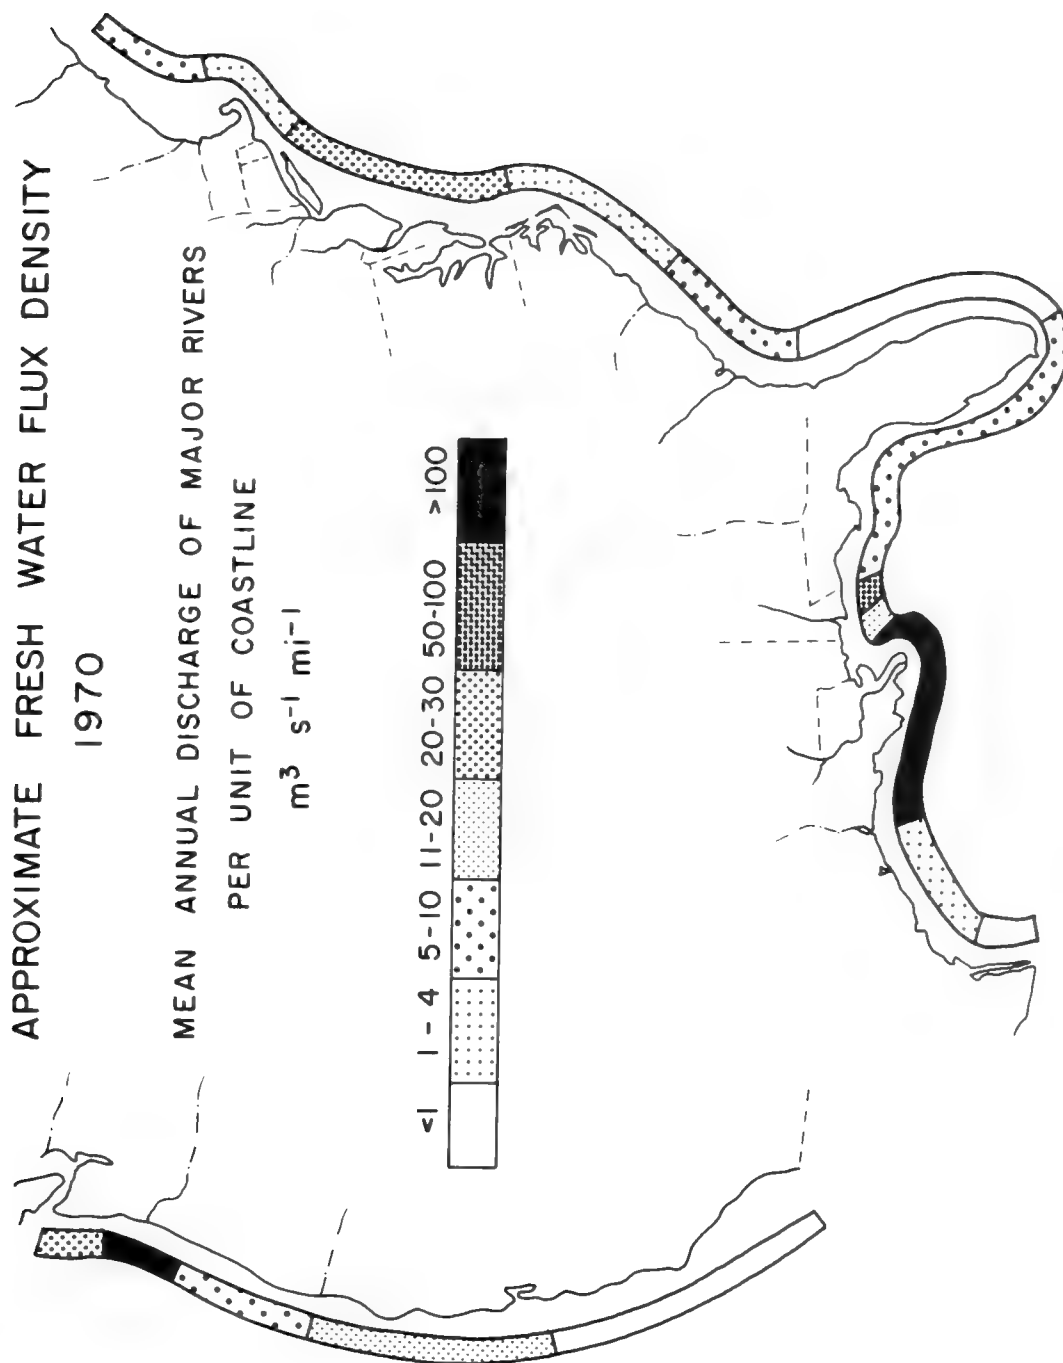 APPROXIMATE FRESH WATER FLUX DENSITY
1970
MEAN ANNUAL DISCHARGE OF MAJOR RIVERS
PER UNIT OF COASTLINE
m³ s⁻¹ mi⁻¹
<1 1 - 4 5-10 11-20 20-30 50-100 >100